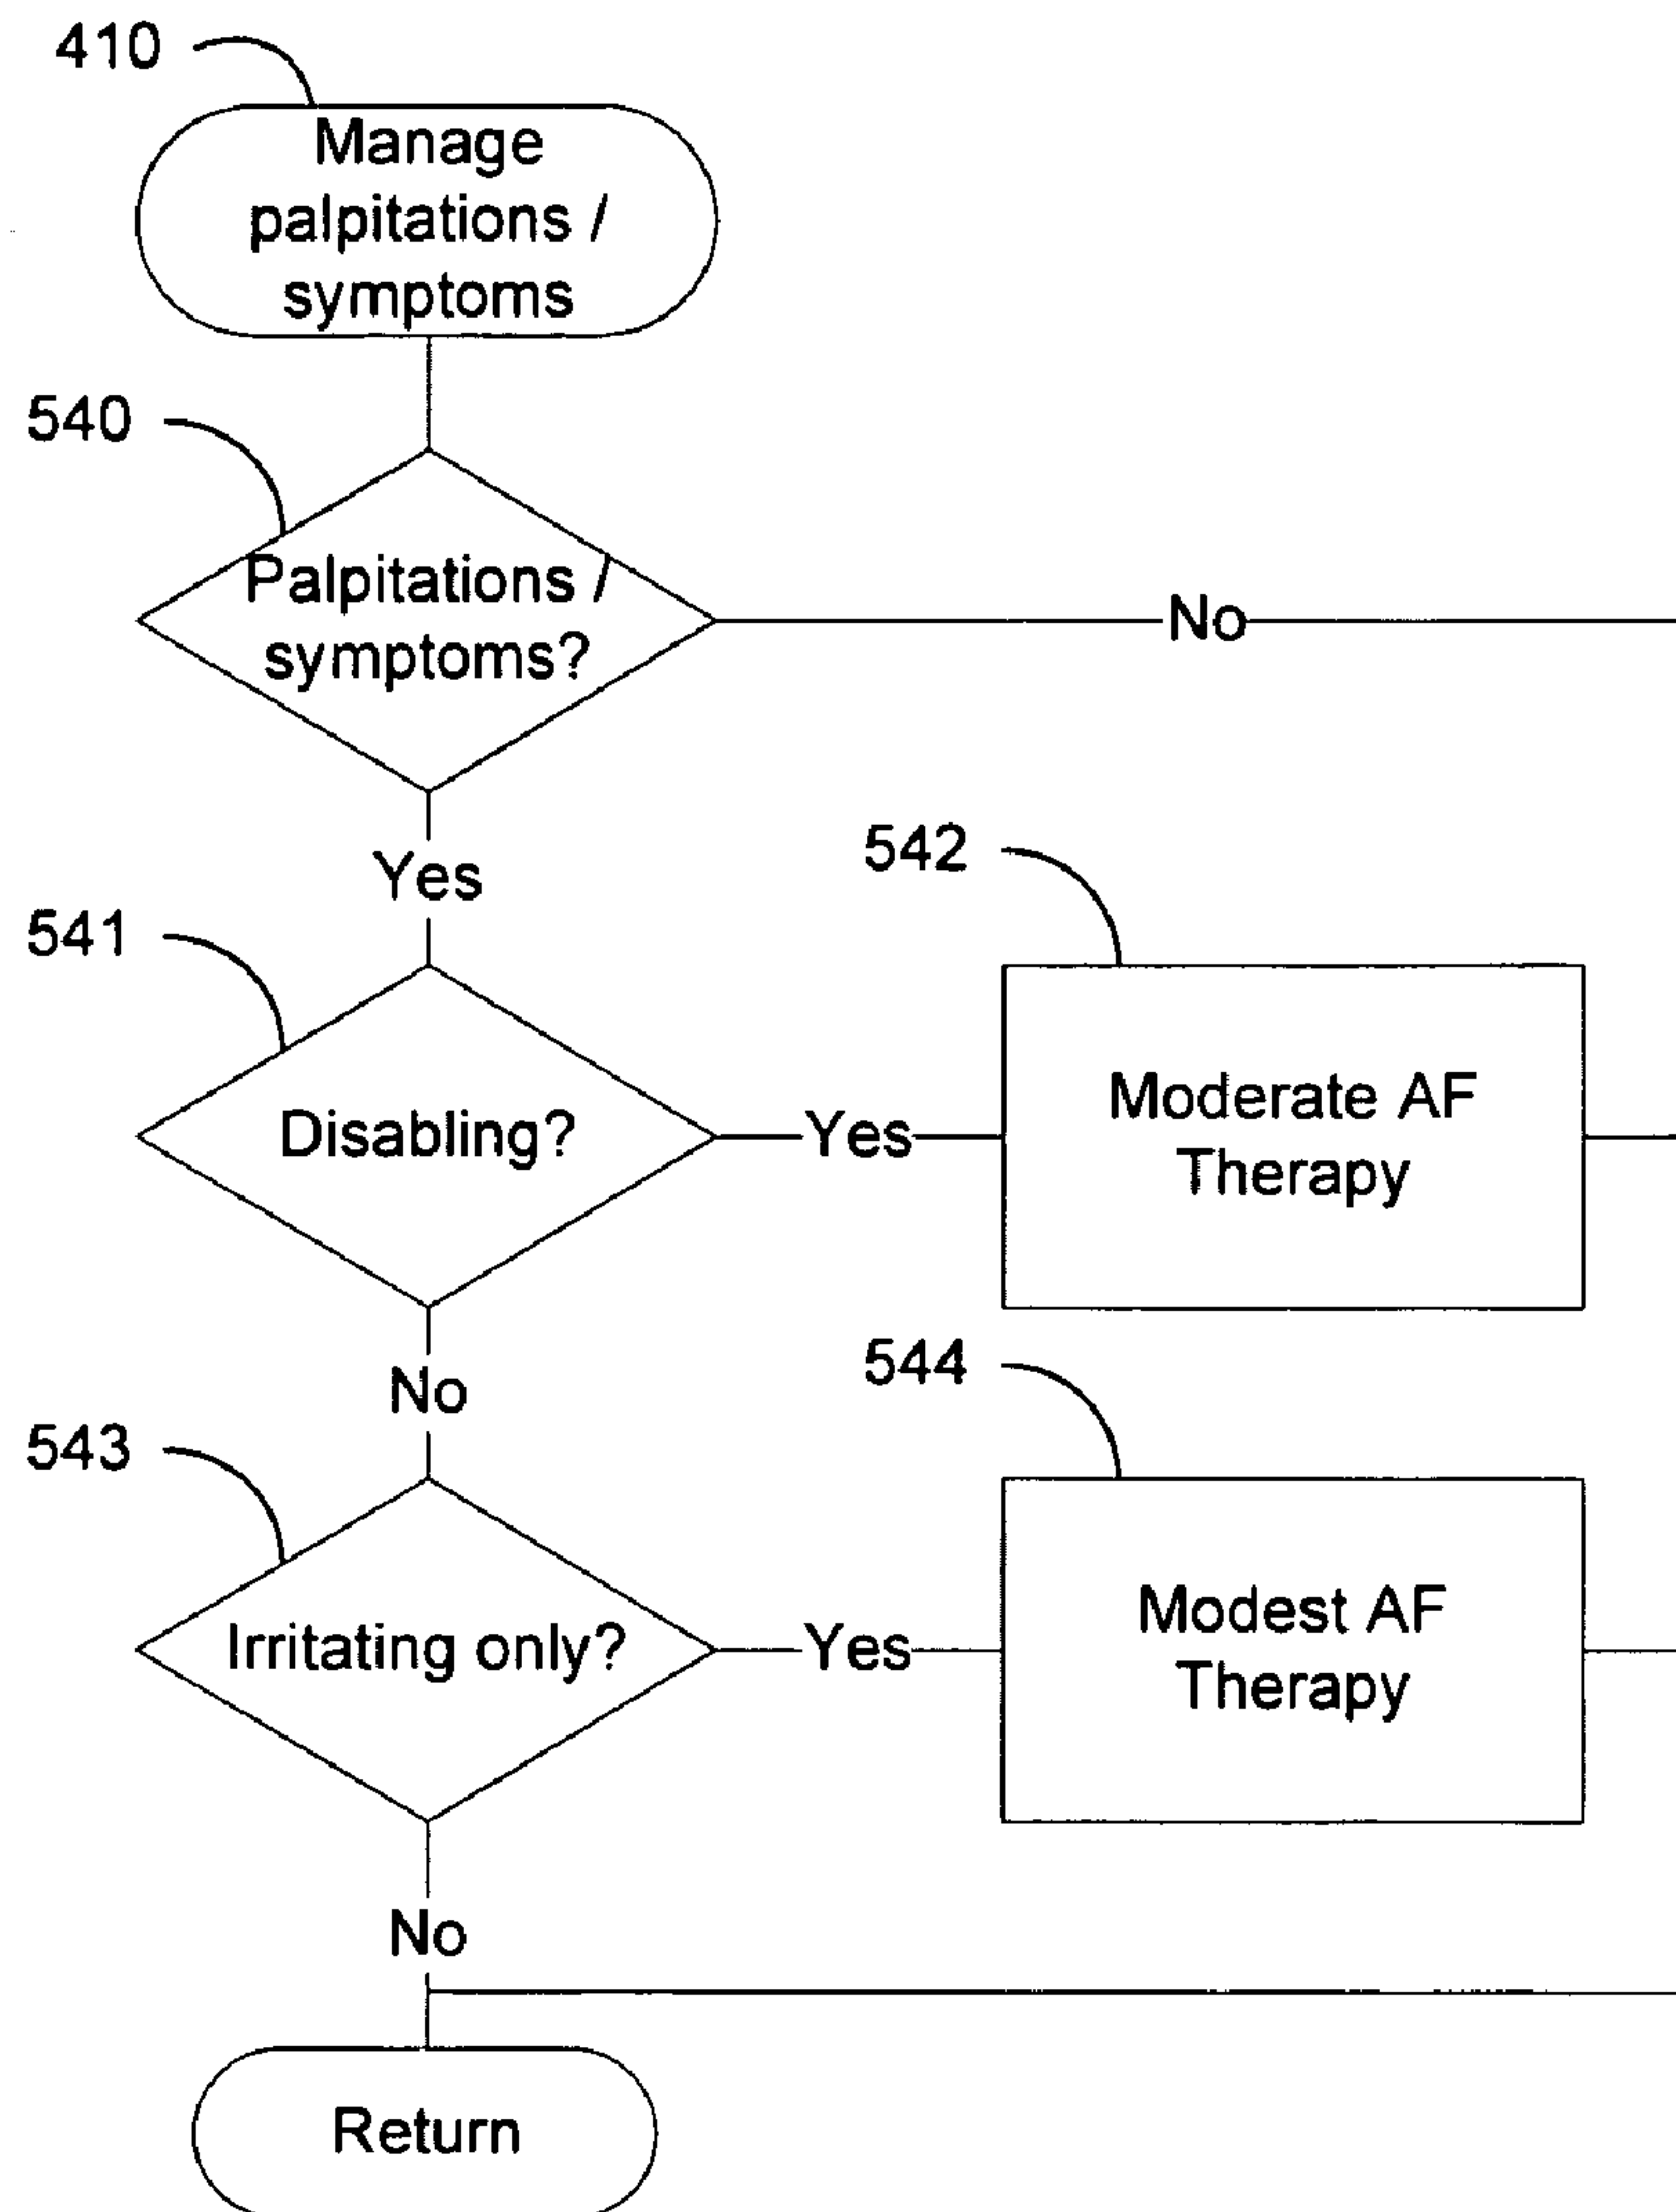 410
Manage
palpitations /
symptoms
540
Palpitations /
symptoms?
No
Yes
541
Disabling?
Yes
542
Moderate AF
Therapy
No
543
Irritating only?
Yes
544
Modest AF
Therapy
No
Return